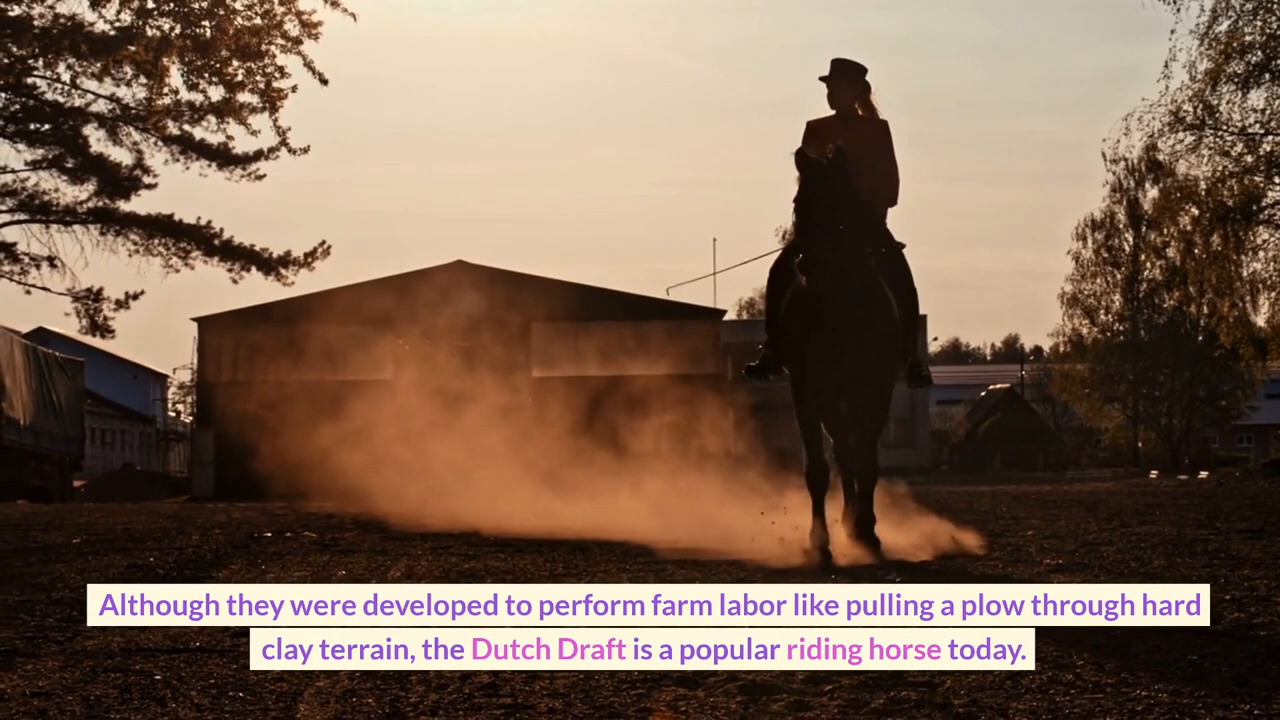 Although they were developed to perform farm labor like pulling a plow through hard
clay terrain, the Dutch Draft is a popular riding horse today.